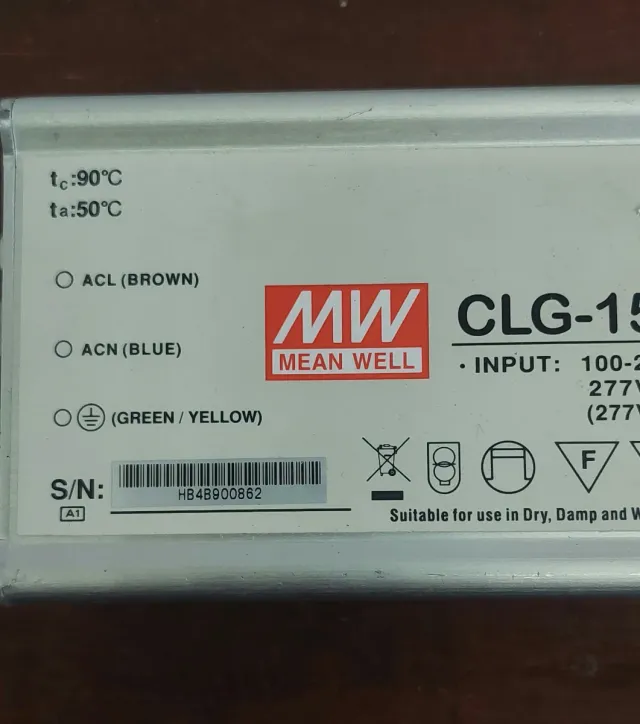 tc:90℃
ta:50℃
ACL (BROWN)
ACN (BLUE)
(GREEN / YELLOW)
MW
MEAN WELL
CLG-15
· INPUT: 100-2
277V
(277V
S/N:
HB4B900862
A1
F
Suitable for use in Dry, Damp and W